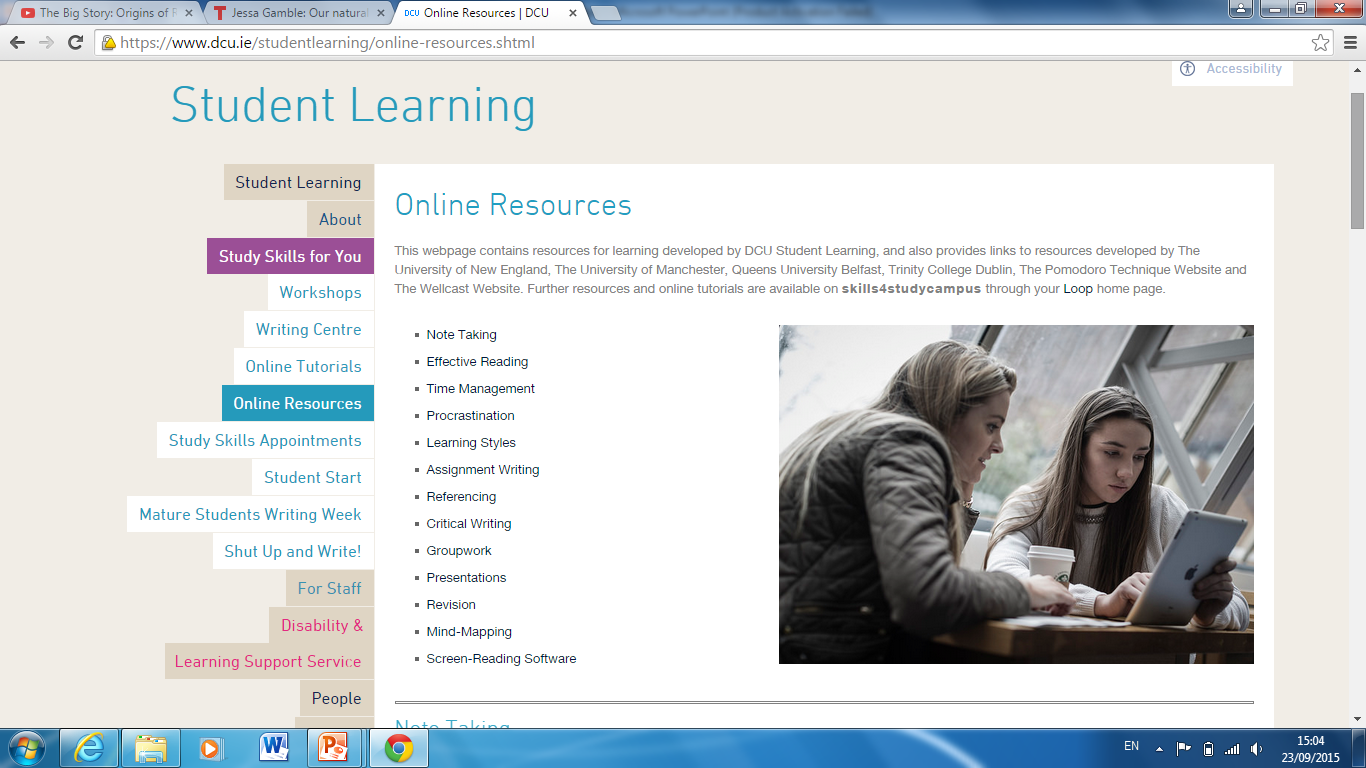 The Big Story: Origins of R
Jessa Gamble: Our natural
DCU Online Resources | DCU
https://www.dcu.ie/studentlearning/online-resources.shtml
Accessibility
Student Learning
Student Learning
About
Study Skills for You
Workshops
Writing Centre
Online Tutorials
Online Resources
Study Skills Appointments
Student Start
Mature Students Writing Week
Shut Up and Write!
For Staff
Disability &
Learning Support Service
People
Online Resources
This webpage contains resources for learning developed by DCU Student Learning, and also provides links to resources developed by The
University of New England, The University of Manchester, Queens University Belfast, Trinity College Dublin, The Pomodoro Technique Website and
The Wellcast Website. Further resources and online tutorials are available on skills4studycampus through your Loop home page.
Note Taking
Effective Reading
Time Management
Procrastination
Learning Styles
Assignment Writing
Referencing
Critical Writing
Groupwork
Presentations
Revision
Mind-Mapping
Screen-Reading Software
Note Taking
EN
15:04
23/09/2015